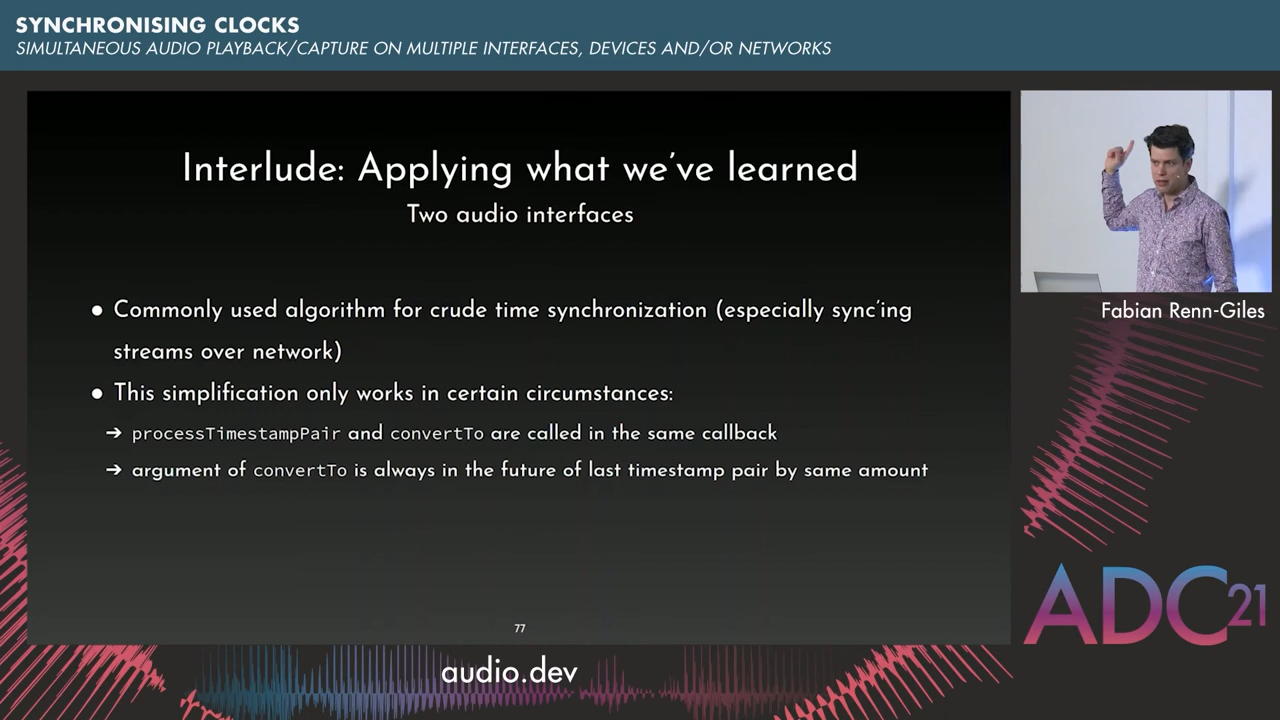 SYNCHRONISING CLOCKS
SIMULTANEOUS AUDIO PLAYBACK/CAPTURE ON MULTIPLE INTERFACES, DEVICES AND/OR NETWORKS
Interlude: Applying what we've learned
Two audio interfaces
● Commonly used algorithm for crude time synchronization (especially sync'ing
streams over network)
● This simplification only works in certain circumstances:
➔ processTimestampPair and convertTo are called in the same callback
➔ argument of convertTo is always in the future of last timestamp pair by same amount
77
Fabian Renn-Giles
ADC21
audio.dev